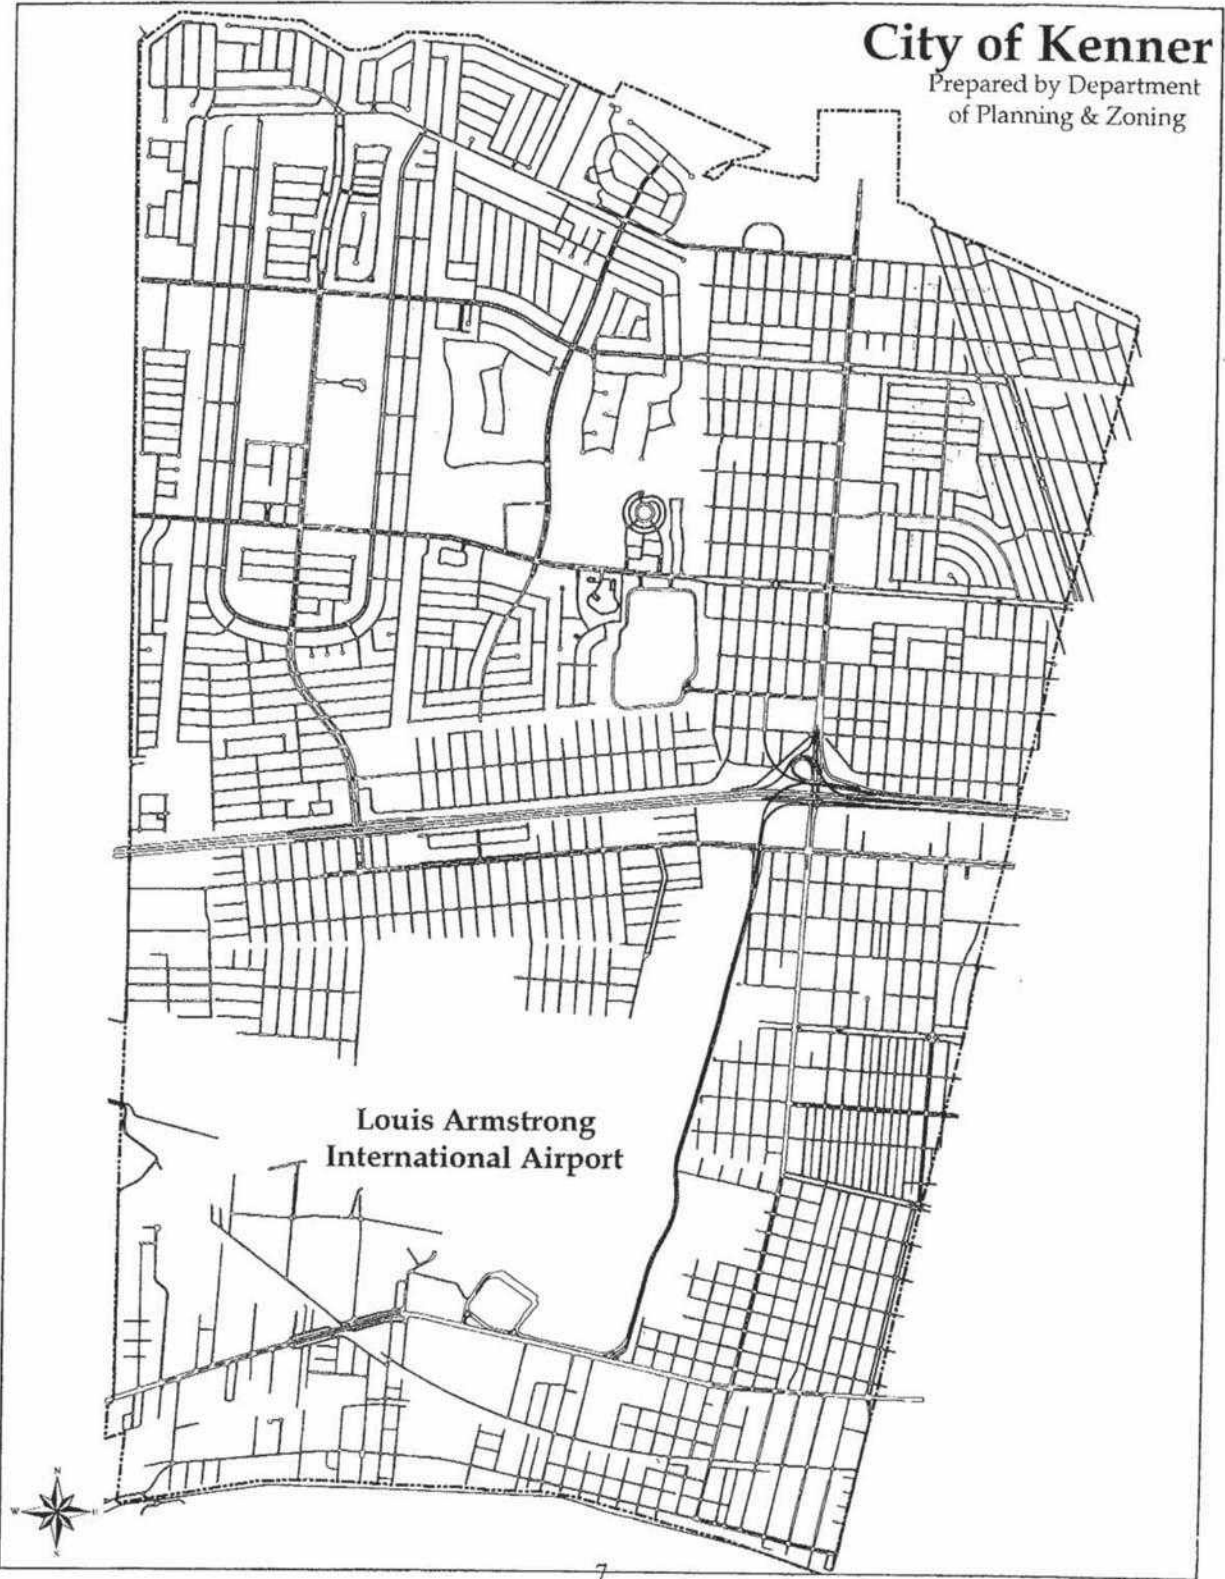 City of Kenner
Prepared by Department
of Planning & Zoning
Louis Armstrong
International Airport
N
W
7